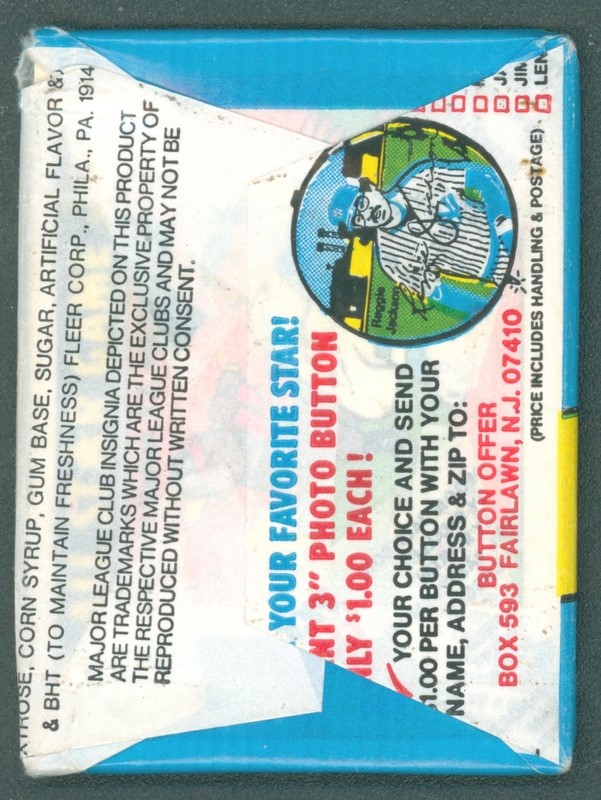 XTROSE, CORN SYRUP, GUM BASE, SUGAR, ARTIFICIAL FLAVOR &
& BHT (TO MAINTAIN FRESHNESS) FLEER CORP., PHILA., PA. 1914
MAJOR LEAGUE CLUB INSIGNIA DEPICTED ON THIS PRODUCT
ARE TRADEMARKS WHICH ARE THE EXCLUSIVE PROPERTY OF
THE RESPECTIVE MAJOR LEAGUE CLUBS AND MAY NOT BE
REPRODUCED WITHOUT WRITTEN CONSENT.
YOUR FAVORITE STAR!
NT 3" PHOTO BUTTON
LY $1.00 EACH!
YOUR CHOICE AND SEND
$1.00 PER BUTTON WITH YOUR
NAME, ADDRESS & ZIP TO:
BUTTON OFFER
BOX 593 FAIRLAWN, N.J. 07410
(PRICE INCLUDES HANDLING & POSTAGE)
Reggie
Jackson
JIM
LEN